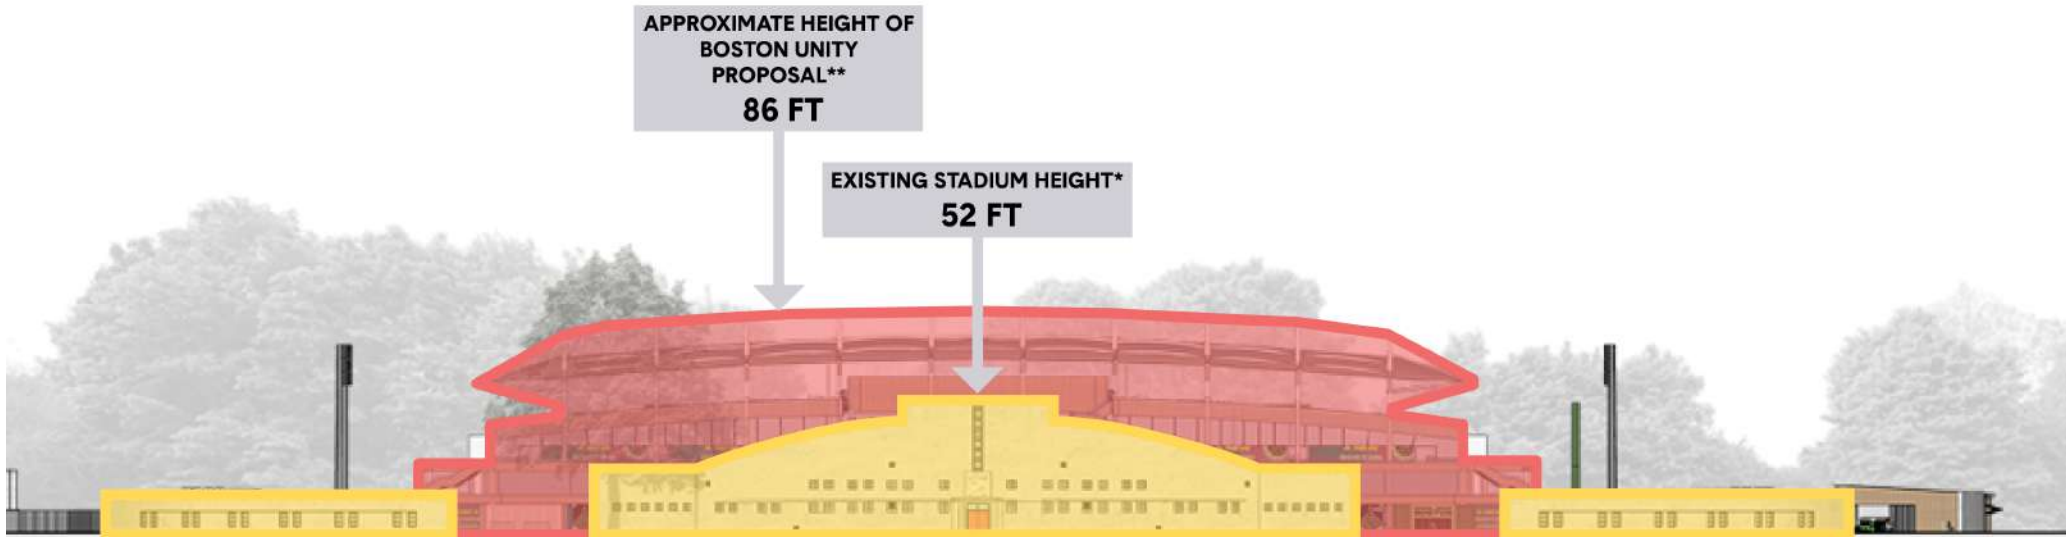 APPROXIMATE HEIGHT OF
BOSTON UNITY
PROPOSAL**
86 FT
EXISTING STADIUM HEIGHT*
52 FT